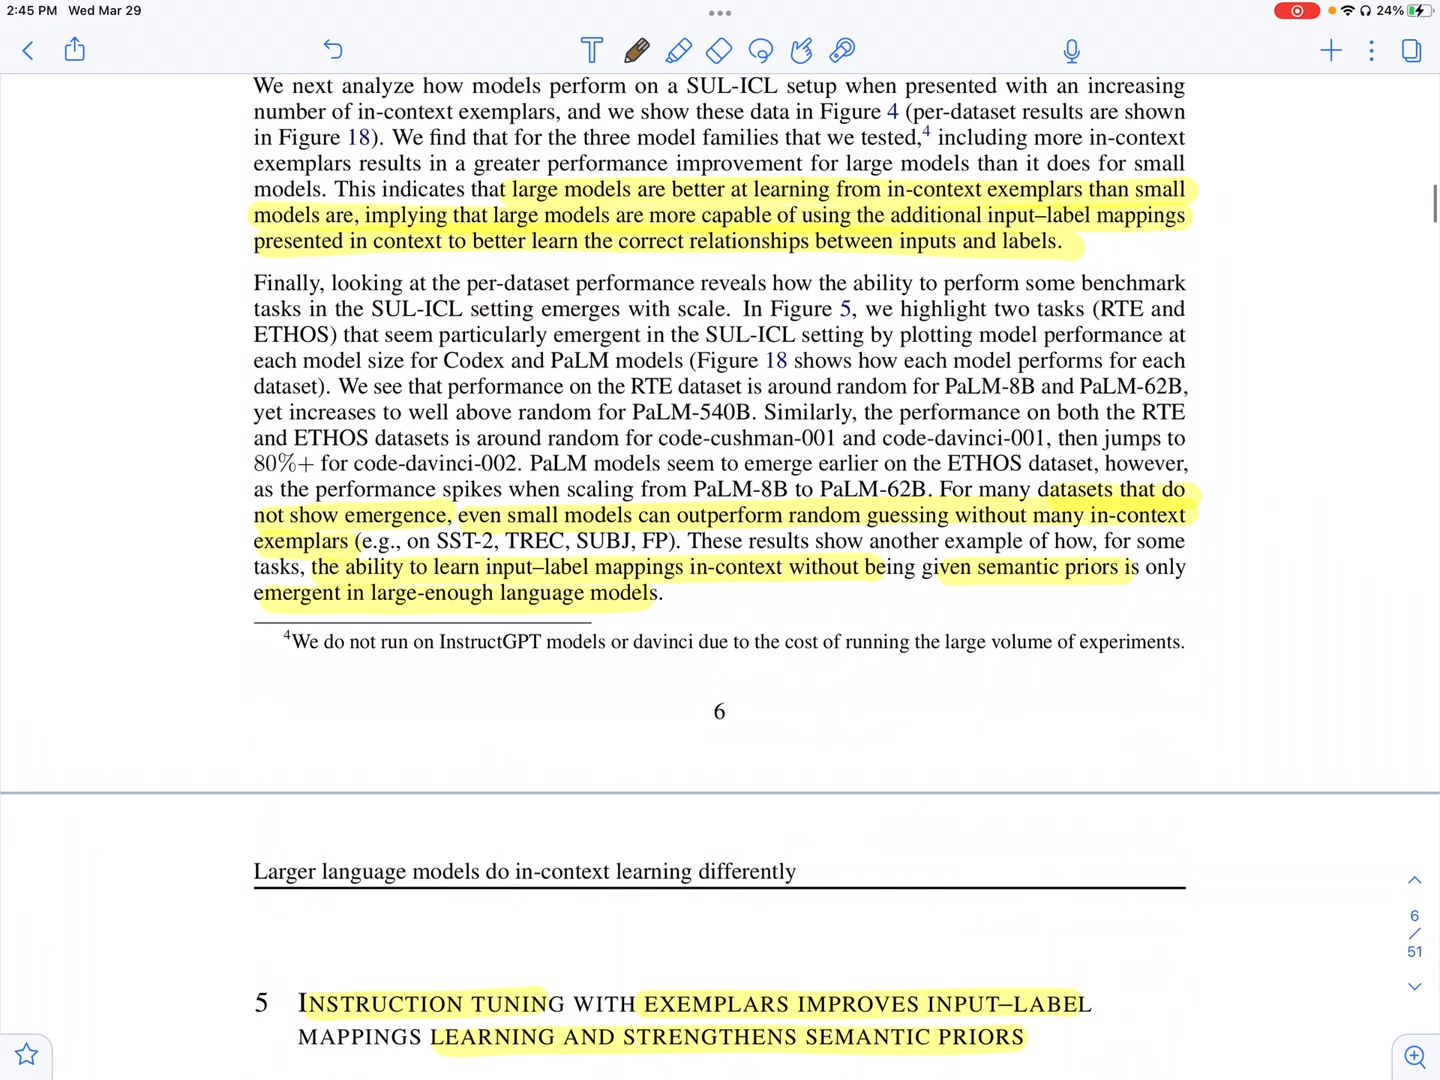 2:45 PM Wed Mar 29
24%
We next analyze how models perform on a SUL-ICL setup when presented with an increasing
number of in-context exemplars, and we show these data in Figure 4 (per-dataset results are shown
in Figure 18). We find that for the three model families that we tested,4 including more in-context
exemplars results in a greater performance improvement for large models than it does for small
models. This indicates that large models are better at learning from in-context exemplars than small
models are, implying that large models are more capable of using the additional input–label mappings
presented in context to better learn the correct relationships between inputs and labels.
Finally, looking at the per-dataset performance reveals how the ability to perform some benchmark
tasks in the SUL-ICL setting emerges with scale. In Figure 5, we highlight two tasks (RTE and
ETHOS) that seem particularly emergent in the SUL-ICL setting by plotting model performance at
each model size for Codex and PaLM models (Figure 18 shows how each model performs for each
dataset). We see that performance on the RTE dataset is around random for PaLM-8B and PaLM-62B,
yet increases to well above random for PaLM-540B. Similarly, the performance on both the RTE
and ETHOS datasets is around random for code-cushman-001 and code-davinci-001, then jumps to
80%+ for code-davinci-002. PaLM models seem to emerge earlier on the ETHOS dataset, however,
as the performance spikes when scaling from PaLM-8B to PaLM-62B. For many datasets that do
not show emergence, even small models can outperform random guessing without many in-context
exemplars (e.g., on SST-2, TREC, SUBJ, FP). These results show another example of how, for some
tasks, the ability to learn input–label mappings in-context without being given semantic priors is only
emergent in large-enough language models.
4We do not run on InstructGPT models or davinci due to the cost of running the large volume of experiments.
6
Larger language models do in-context learning differently
6
/
51
5 INSTRUCTION TUNING WITH EXEMPLARS IMPROVES INPUT–LABEL
MAPPINGS LEARNING AND STRENGTHENS SEMANTIC PRIORS